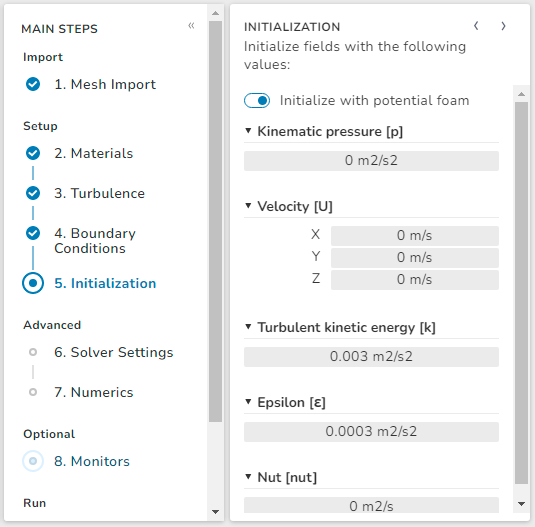 MAIN STEPS
«
Import
1. Mesh Import
Setup
2. Materials
3. Turbulence
4. Boundary
Conditions
5. Initialization
Advanced
6. Solver Settings
7. Numerics
Optional
8. Monitors
Run
INITIALIZATION
Initialize fields with the following
values:
Initialize with potential foam
Kinematic pressure [p]
0 m2/s2
Velocity [U]
X 0 m/s
Y 0 m/s
Z 0 m/s
Turbulent kinetic energy [k]
0.003 m2/s2
Epsilon [ε]
0.0003 m2/s2
Nut [nut]
0 m2/s